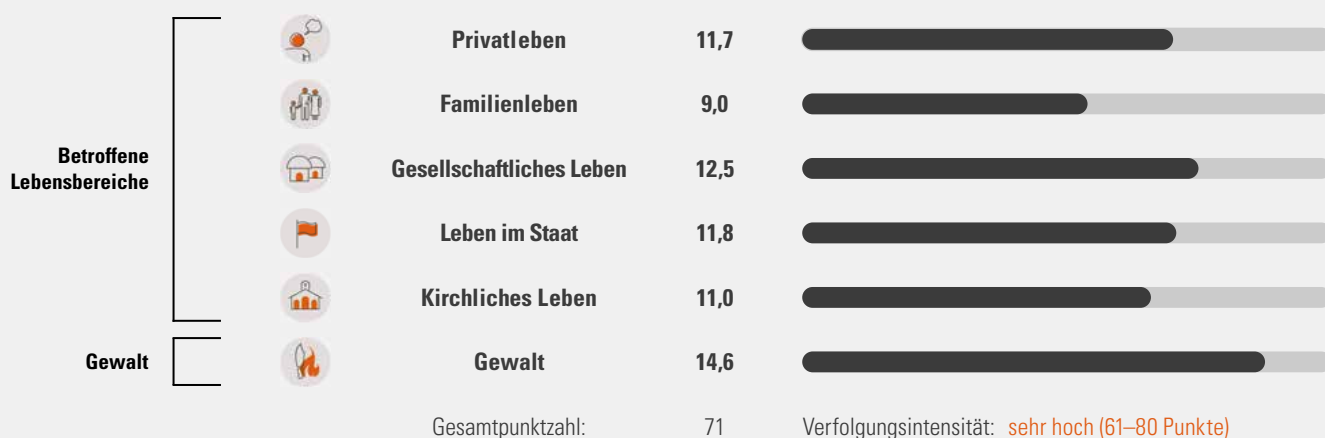 Privatleben 11,7
Familienleben 9,0
Betroffene
Lebensbereiche
Gesellschaftliches Leben 12,5
Leben im Staat 11,8
Kirchliches Leben 11,0
Gewalt
Gewalt 14,6
Gesamtpunktzahl: 71 Verfolgungsintensität: sehr hoch (61–80 Punkte)